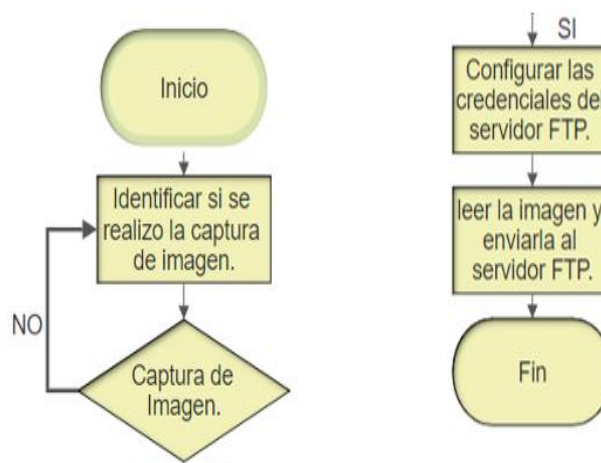 Inicio
Identificar si se
realizo la captura
de imagen.
NO
Captura de
Imagen.
SI
Configurar las
credenciales del
servidor FTP.
leer la imagen y
enviarla al
servidor FTP.
Fin